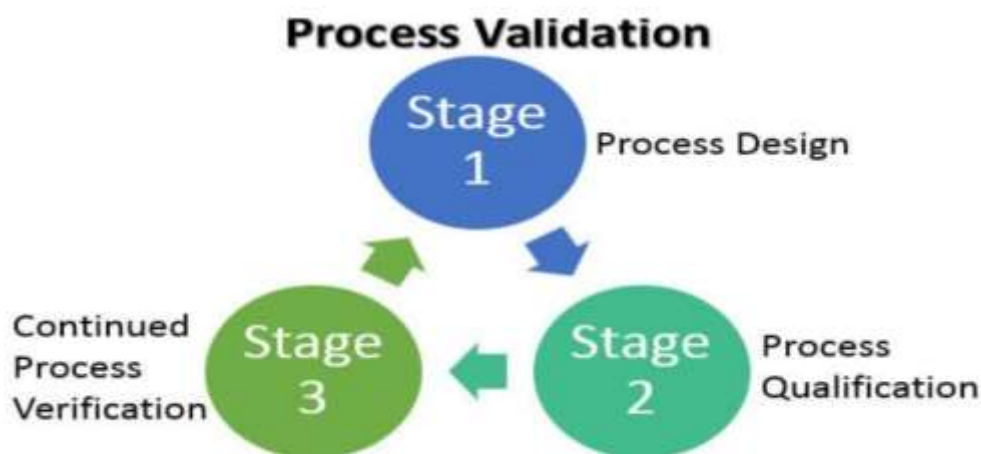 Process Validation
Stage
1
Process Design
Stage
2
Process
Qualification
Stage
3
Continued
Process
Verification